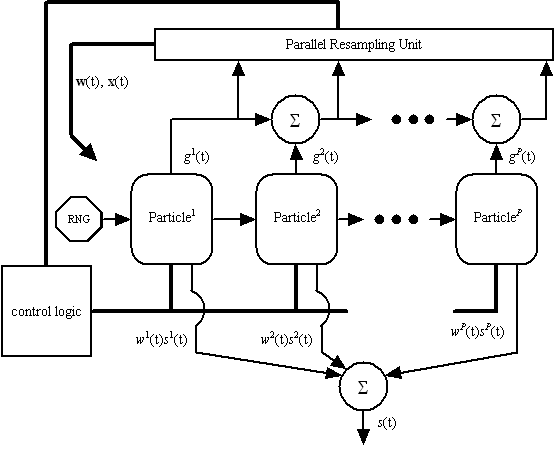 Parallel Resampling Unit
w(t), x(t)
Σ
Σ
g¹(t)
g²(t)
gᴾ(t)
RNG
Particle¹
Particle²
Particleᴾ
control logic
w¹(t)s¹(t)
w²(t)s²(t)
wᴾ(t)sᴾ(t)
Σ
s(t)